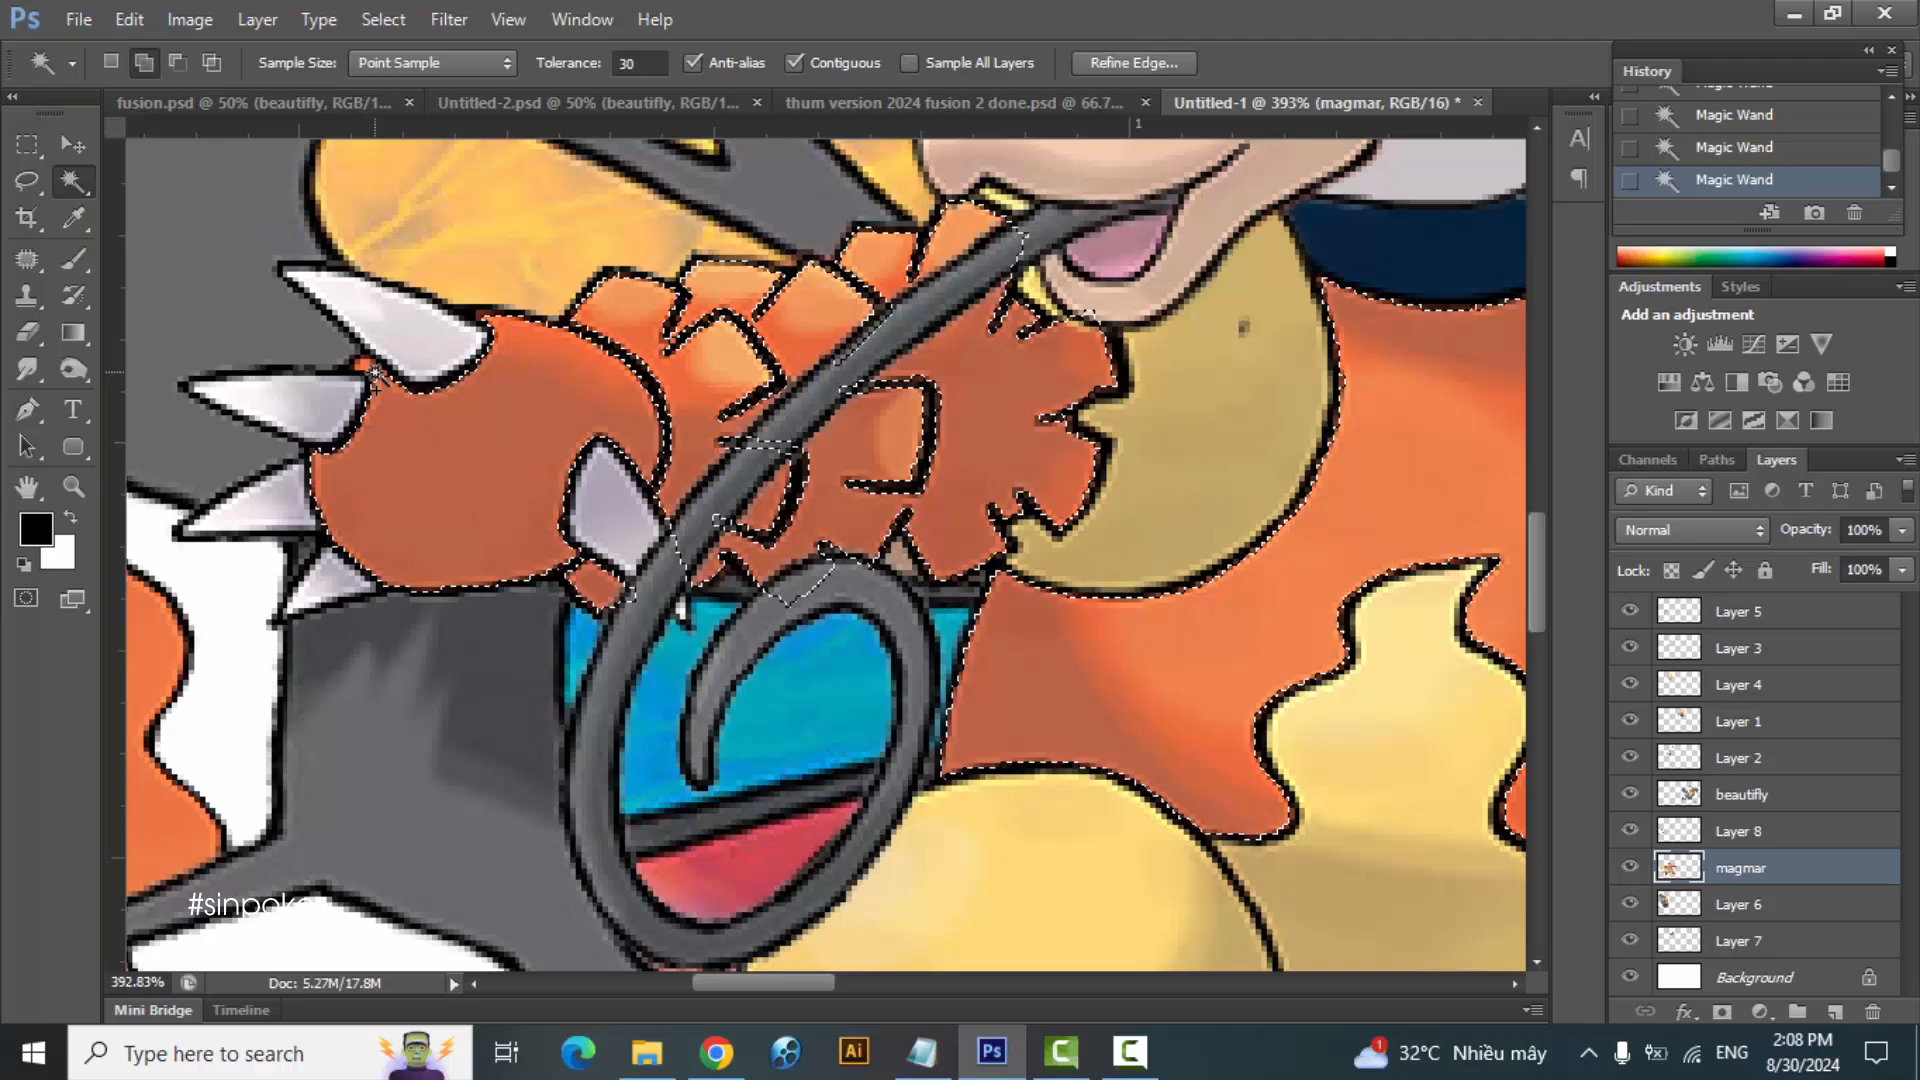 Ps File Edit Image Layer Type Select Filter View Window Help
Sample Size: Point Sample Tolerance: 30 Anti-alias Contiguous Sample All Layers Refine Edge...
fusion.psd @ 50% (beautifly, RGB/1... × Untitled-2.psd @ 50% (beautifly, RGB/1... × thum version 2024 fusion 2 done.psd @ 66.7... × Untitled-1 @ 393% (magmar, RGB/16) * ×
1
History
Magic Wand
Magic Wand
Magic Wand
Adjustments Styles
Add an adjustment
Channels Paths Layers
Kind
Normal Opacity: 100%
Lock: Fill: 100%
Layer 5
Layer 3
Layer 4
Layer 1
Layer 2
beautifly
Layer 8
magmar
Layer 6
Layer 7
Background
#sinpoke
392.83% Doc: 5.27M/17.8M
Mini Bridge Timeline
Type here to search
Ai Ps
1 32°C Nhiều mây ENG
2:08 PM
8/30/2024